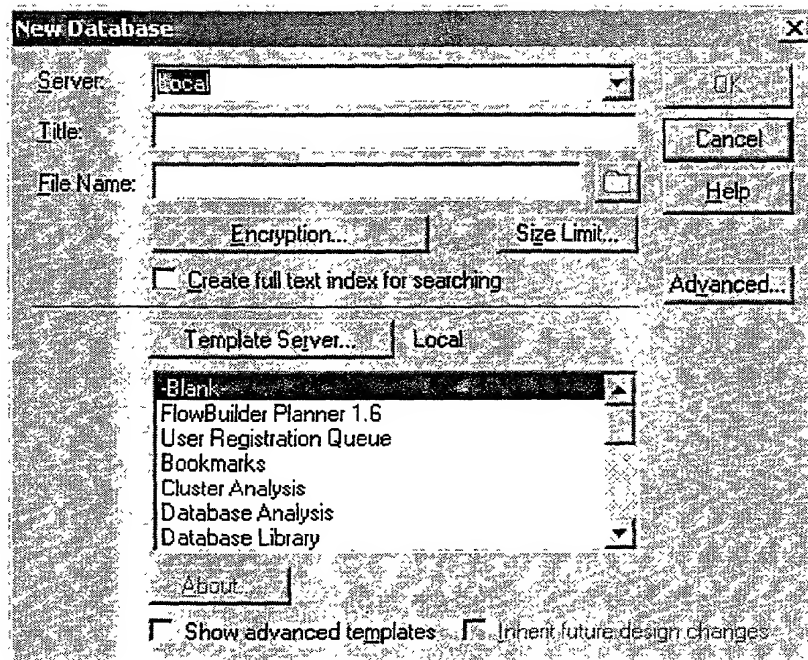 New Database
Server: Local OK
Title: Cancel
File Name: Help
Encryption... Size Limit...
Create full text index for searching Advanced...
Template Server... Local
-Blank-
FlowBuilder Planner 1.6
User Registration Queue
Bookmarks
Cluster Analysis
Database Analysis
Database Library
About...
Show advanced templates Inherit future design changes